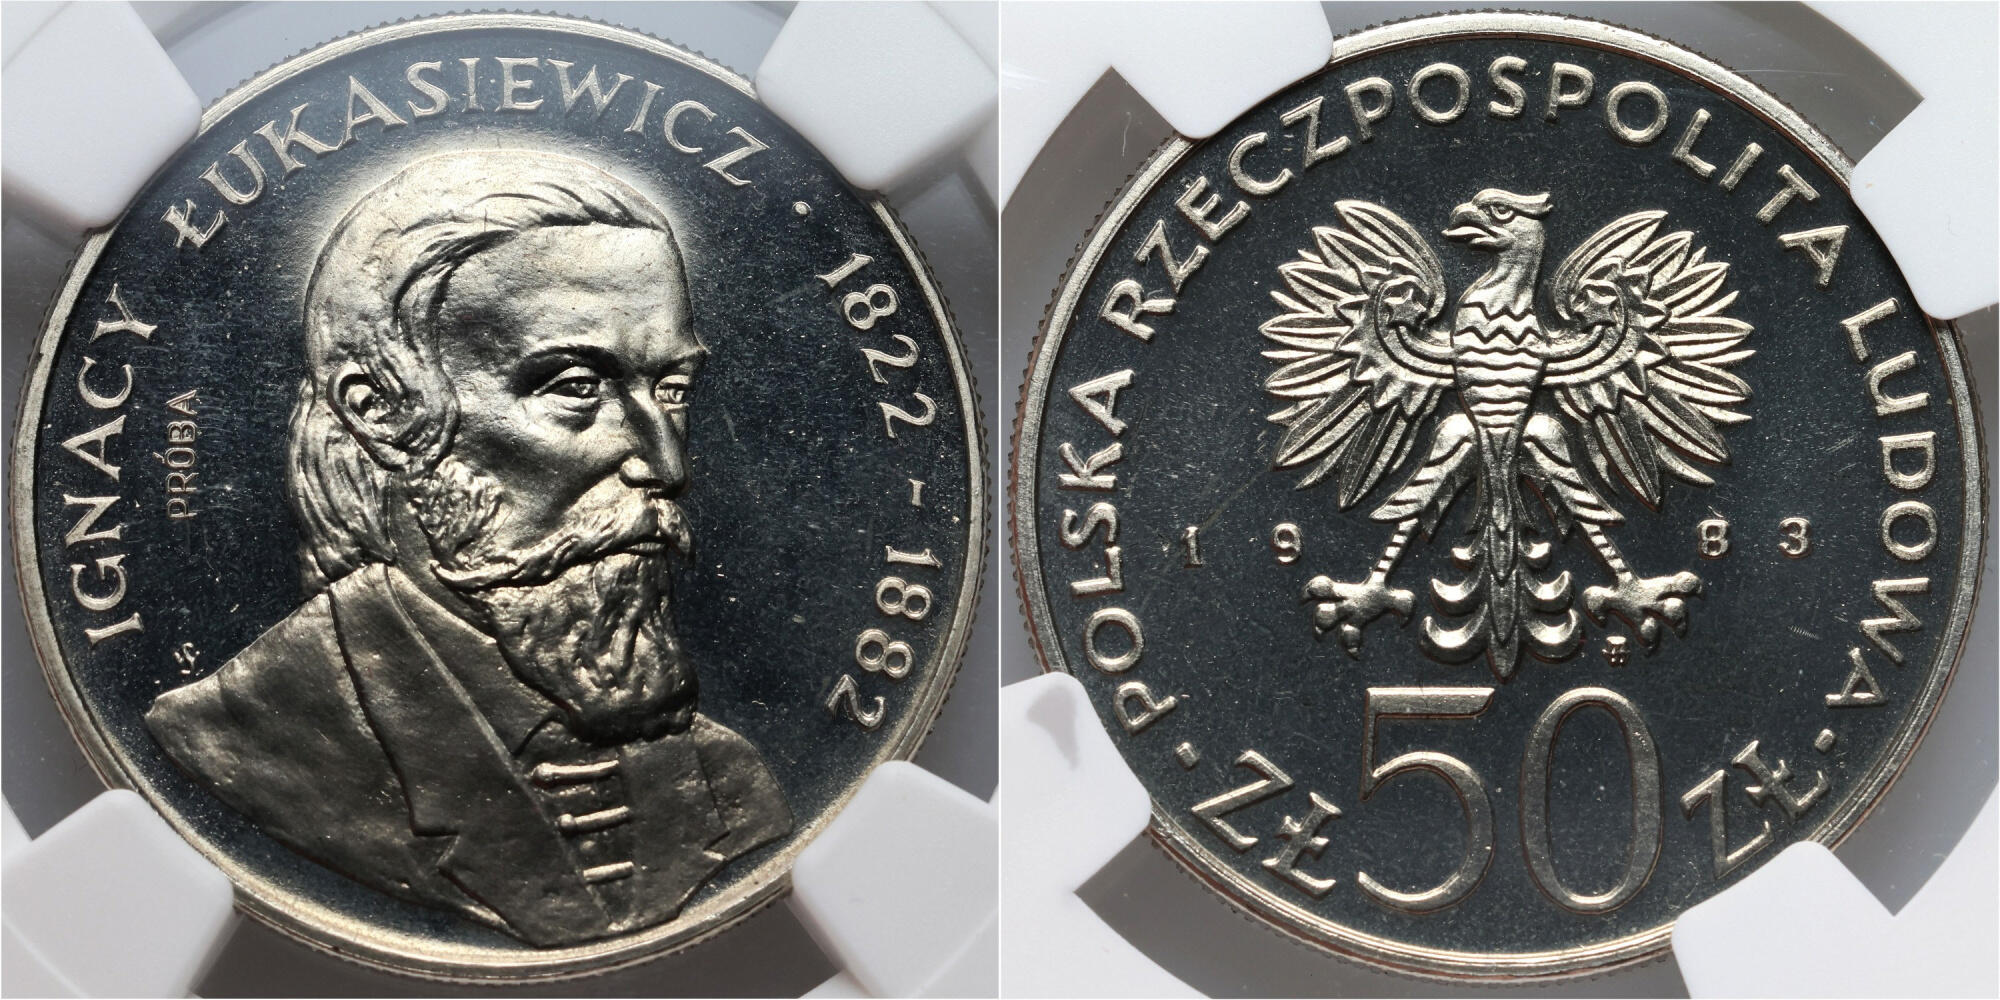 IGNACY ŁUKASIEWICZ · 1822 - 1882
PRÓBA
POLSKA RZECZPOSPOLITA LUDOWA
1983
ZŁ 50 ZŁ